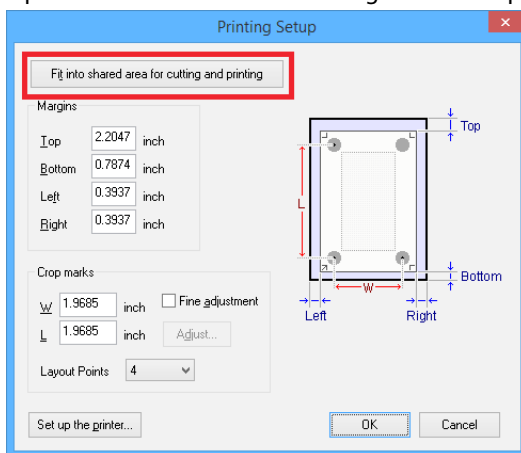 Printing Setup
×
Fit into shared area for cutting and printing
Margins
Top 2.2047 inch
Bottom 0.7874 inch
Left 0.3937 inch
Right 0.3937 inch
Top
L
W
Bottom
Left Right
Crop marks
W 1.9685 inch Fine adjustment
L 1.9685 inch Adjust...
Layout Points 4
Set up the printer... OK Cancel